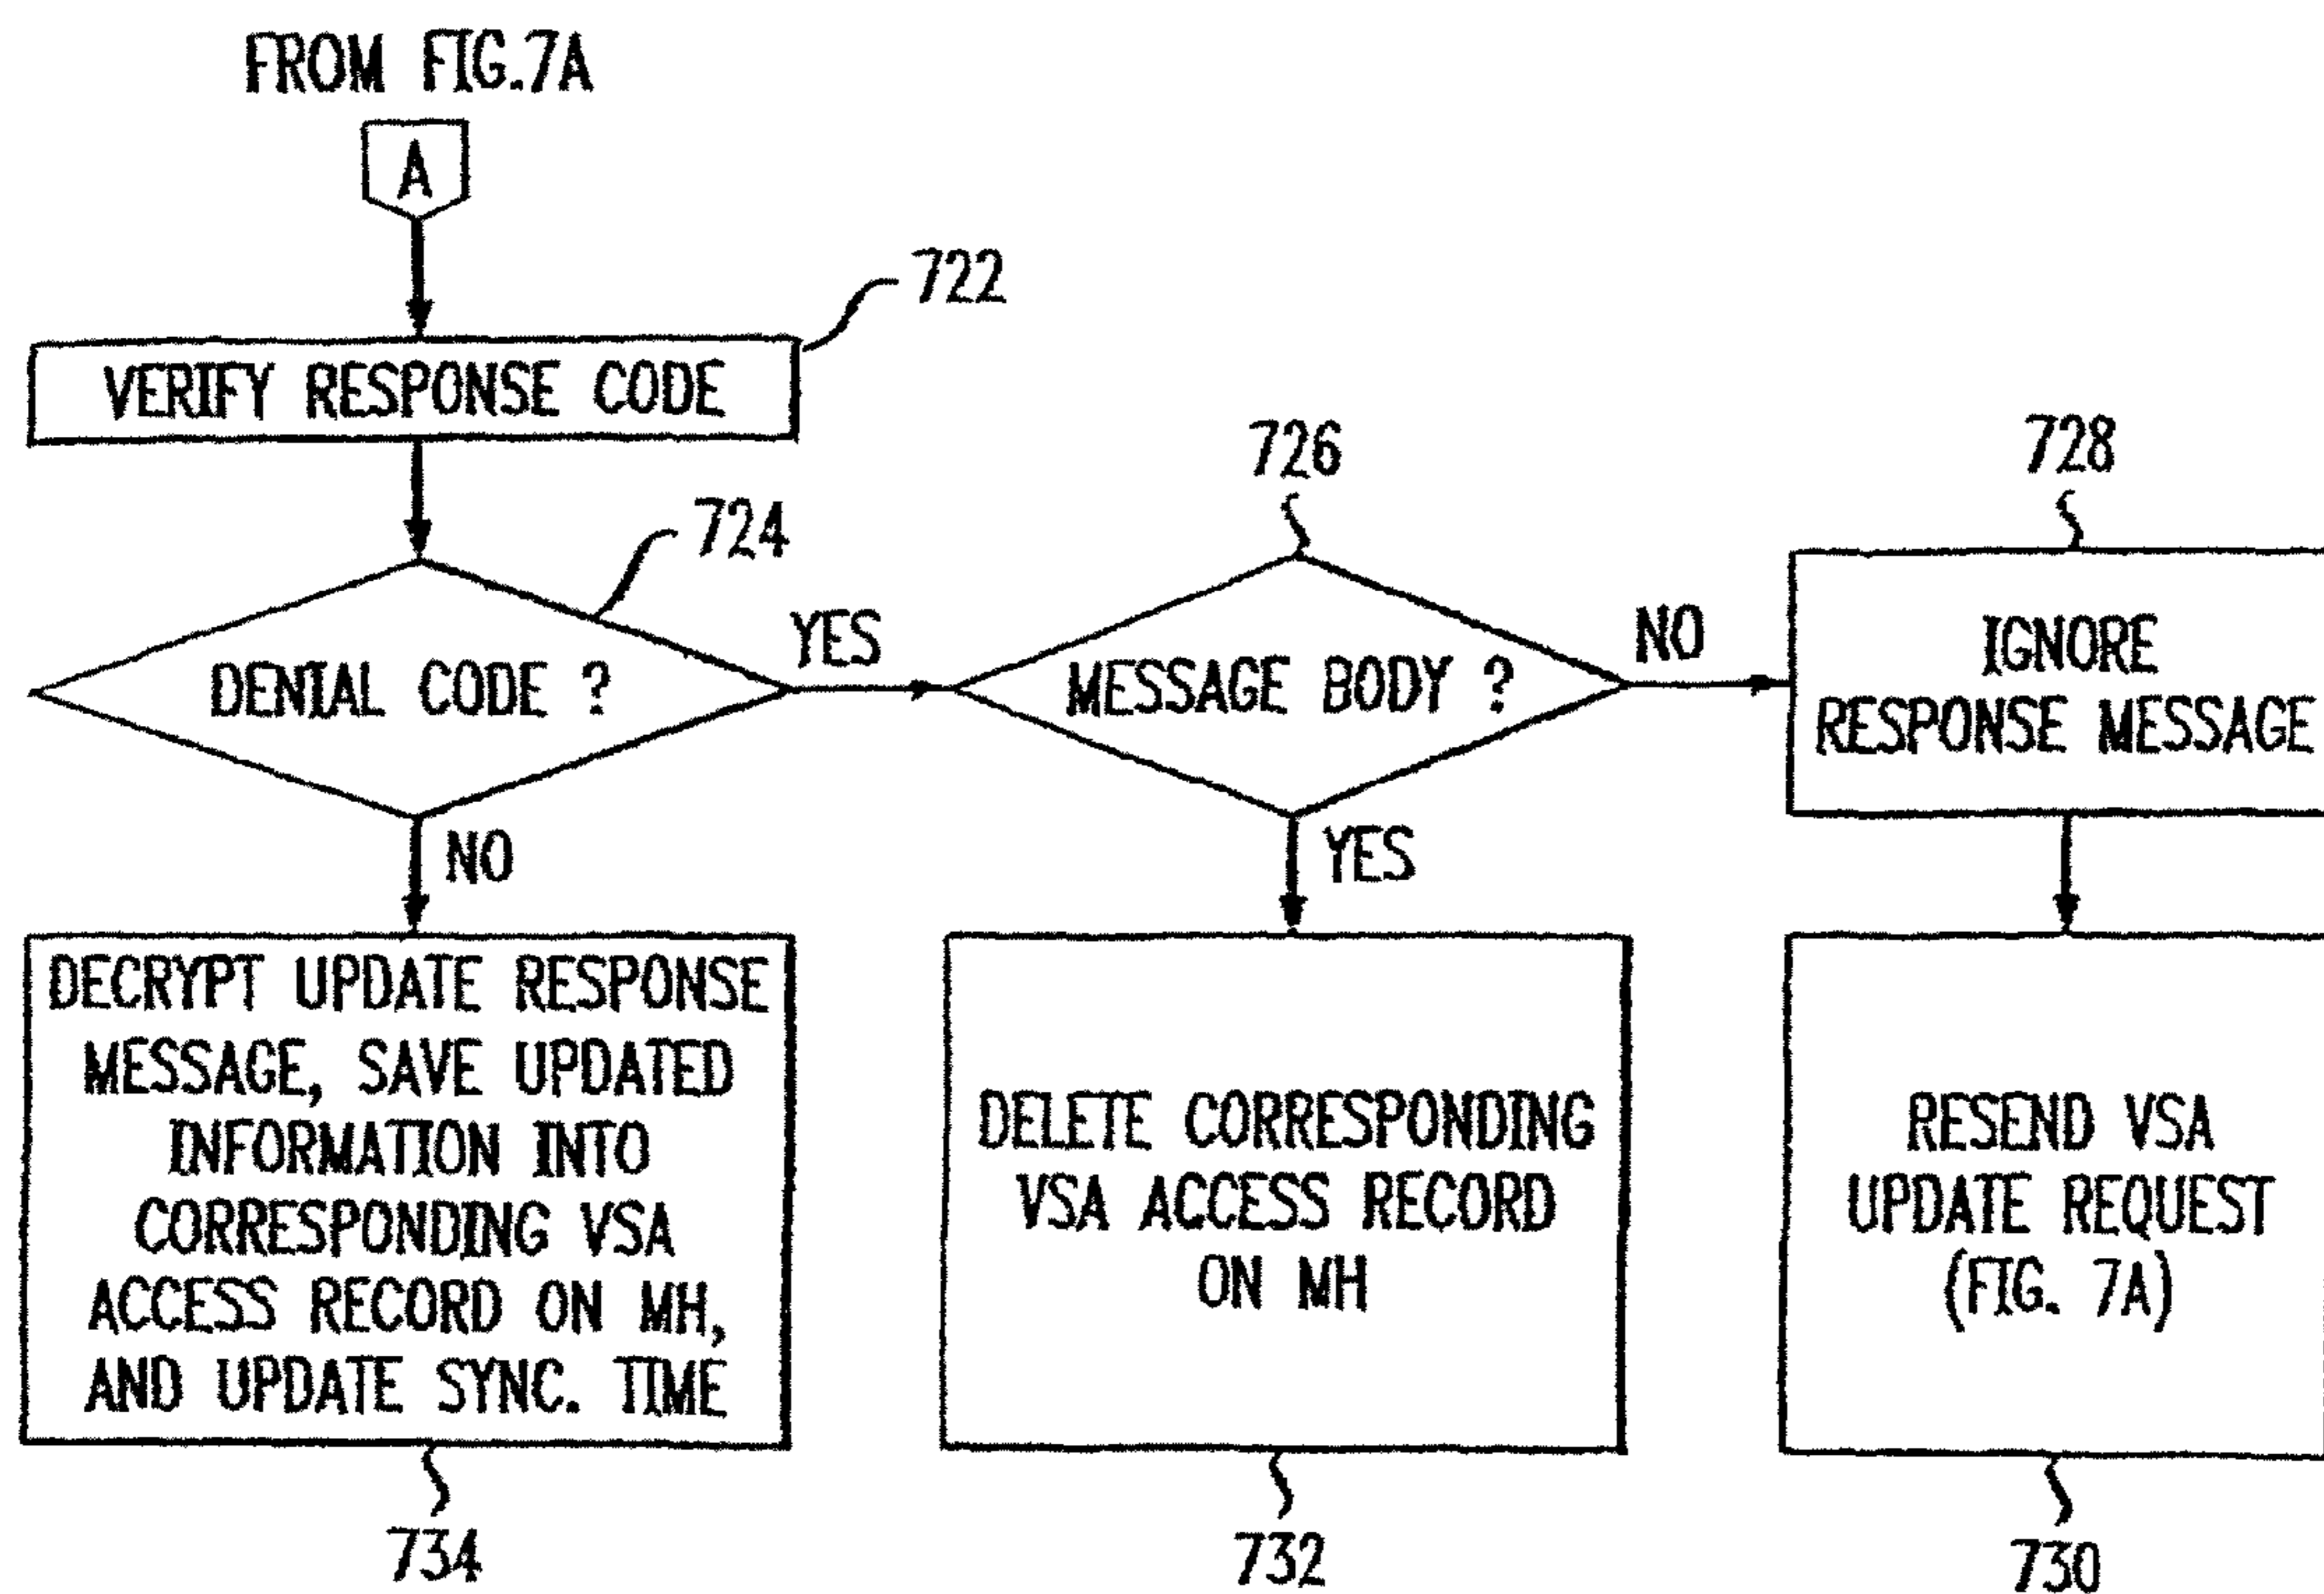 FROM FIG.7A
A
722
VERIFY RESPONSE CODE
724
DENIAL CODE ?
YES
NO
726
MESSAGE BODY ?
NO
YES
728
IGNORE
RESPONSE MESSAGE
DECRYPT UPDATE RESPONSE
MESSAGE, SAVE UPDATED
INFORMATION INTO
CORRESPONDING VSA
ACCESS RECORD ON MH,
AND UPDATE SYNC. TIME
734
DELETE CORRESPONDING
VSA ACCESS RECORD
ON MH
732
RESEND VSA
UPDATE REQUEST
(FIG. 7A)
730